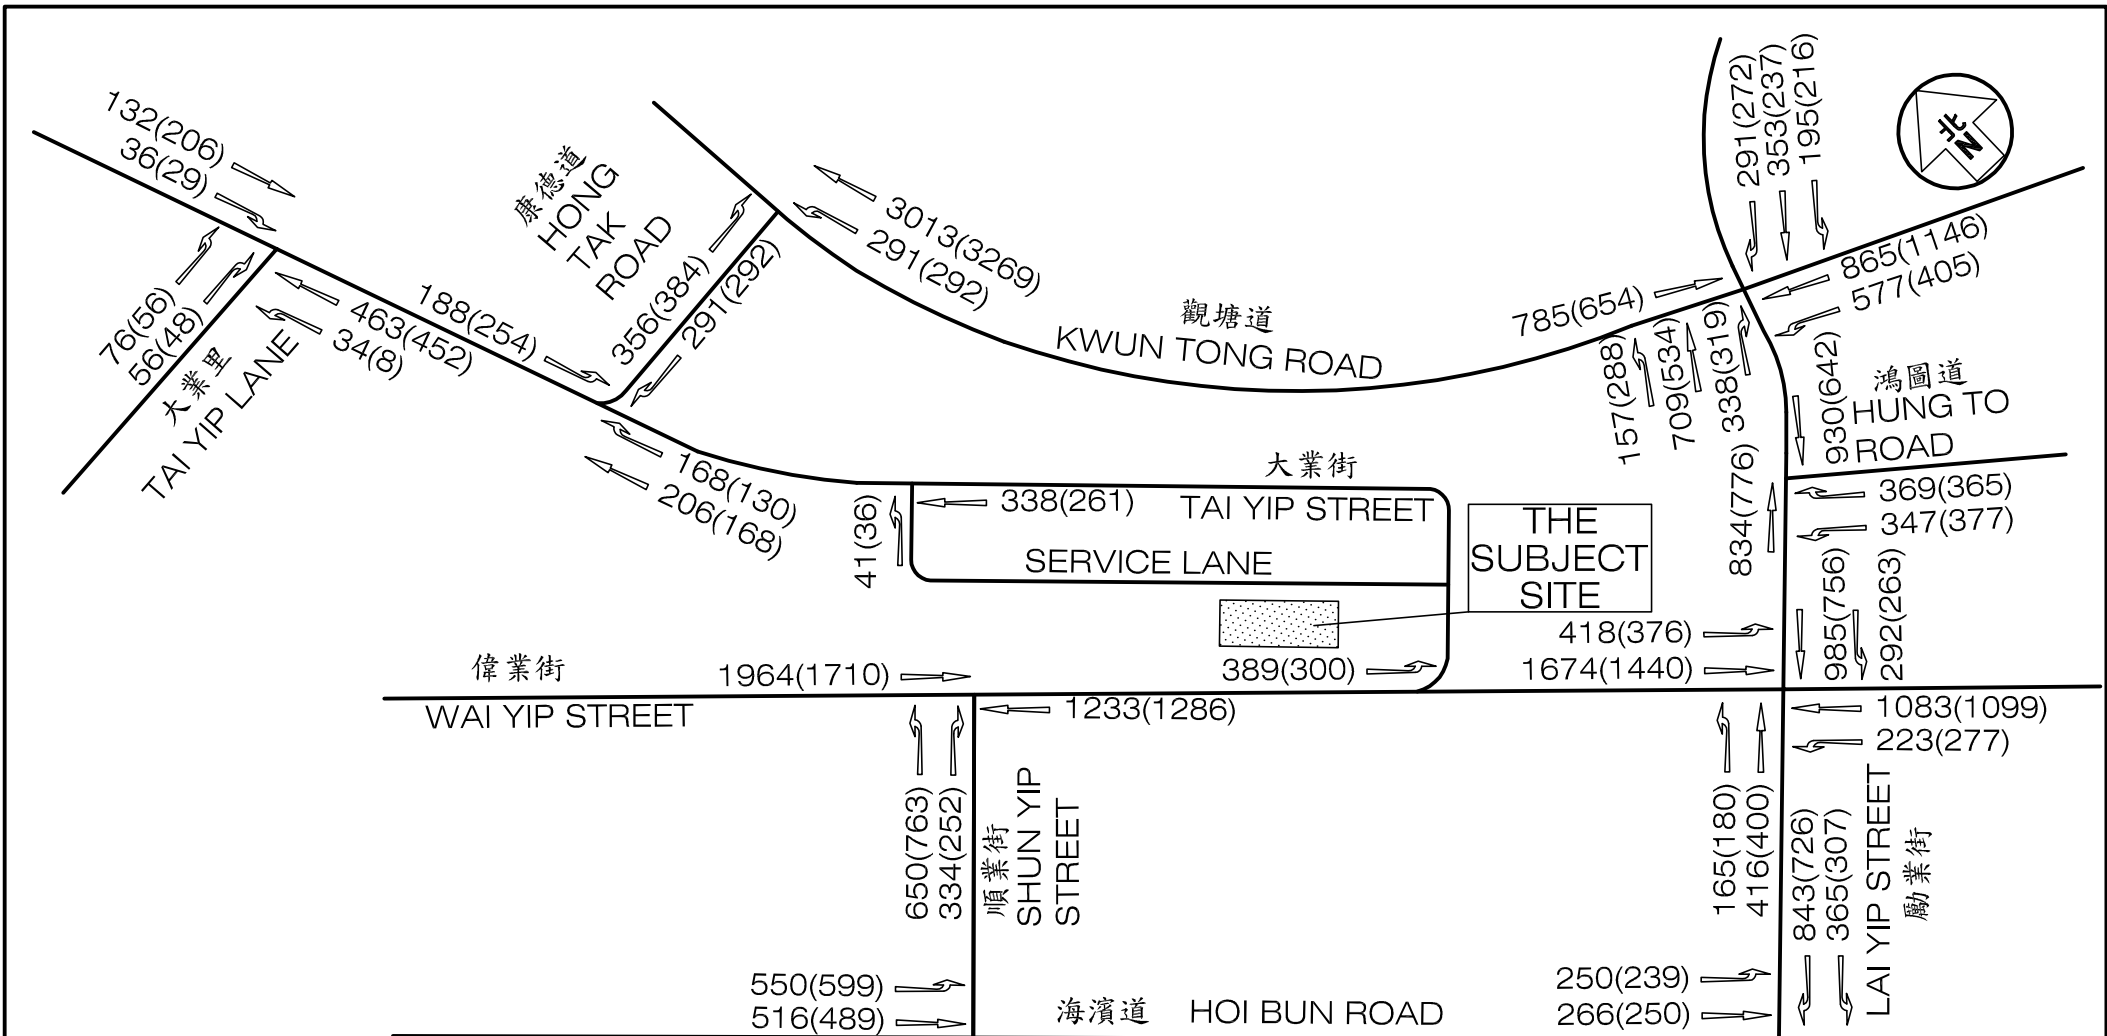 132(206)
36(29)
76(56)
56(48)
大業里
TAI YIP LANE
463(452)
34(8)
188(254)
康德道
HONG
TAK
ROAD
356(384)
291(292)
3013(3269)
291(292)
168(130)
206(168)
觀塘道
KWUN TONG ROAD
785(654)
291(272)
353(237)
195(216)
北
N
865(1146)
577(405)
157(288)
709(534)
338(319)
930(642)
鴻圖道
HUNG TO
ROAD
大業街
TAI YIP STREET
338(261)
41(36)
SERVICE LANE
THE
SUBJECT
SITE
834(776)
369(365)
347(377)
985(756)
292(263)
418(376)
1674(1440)
389(300)
偉業街
WAI YIP STREET
1964(1710)
1233(1286)
1083(1099)
223(277)
650(763)
334(252)
順業街
SHUN YIP
STREET
165(180)
416(400)
843(726)
365(307)
LAI YIP STREET
勵業街
550(599)
516(489)
海濱道 HOI BUN ROAD
250(239)
266(250)